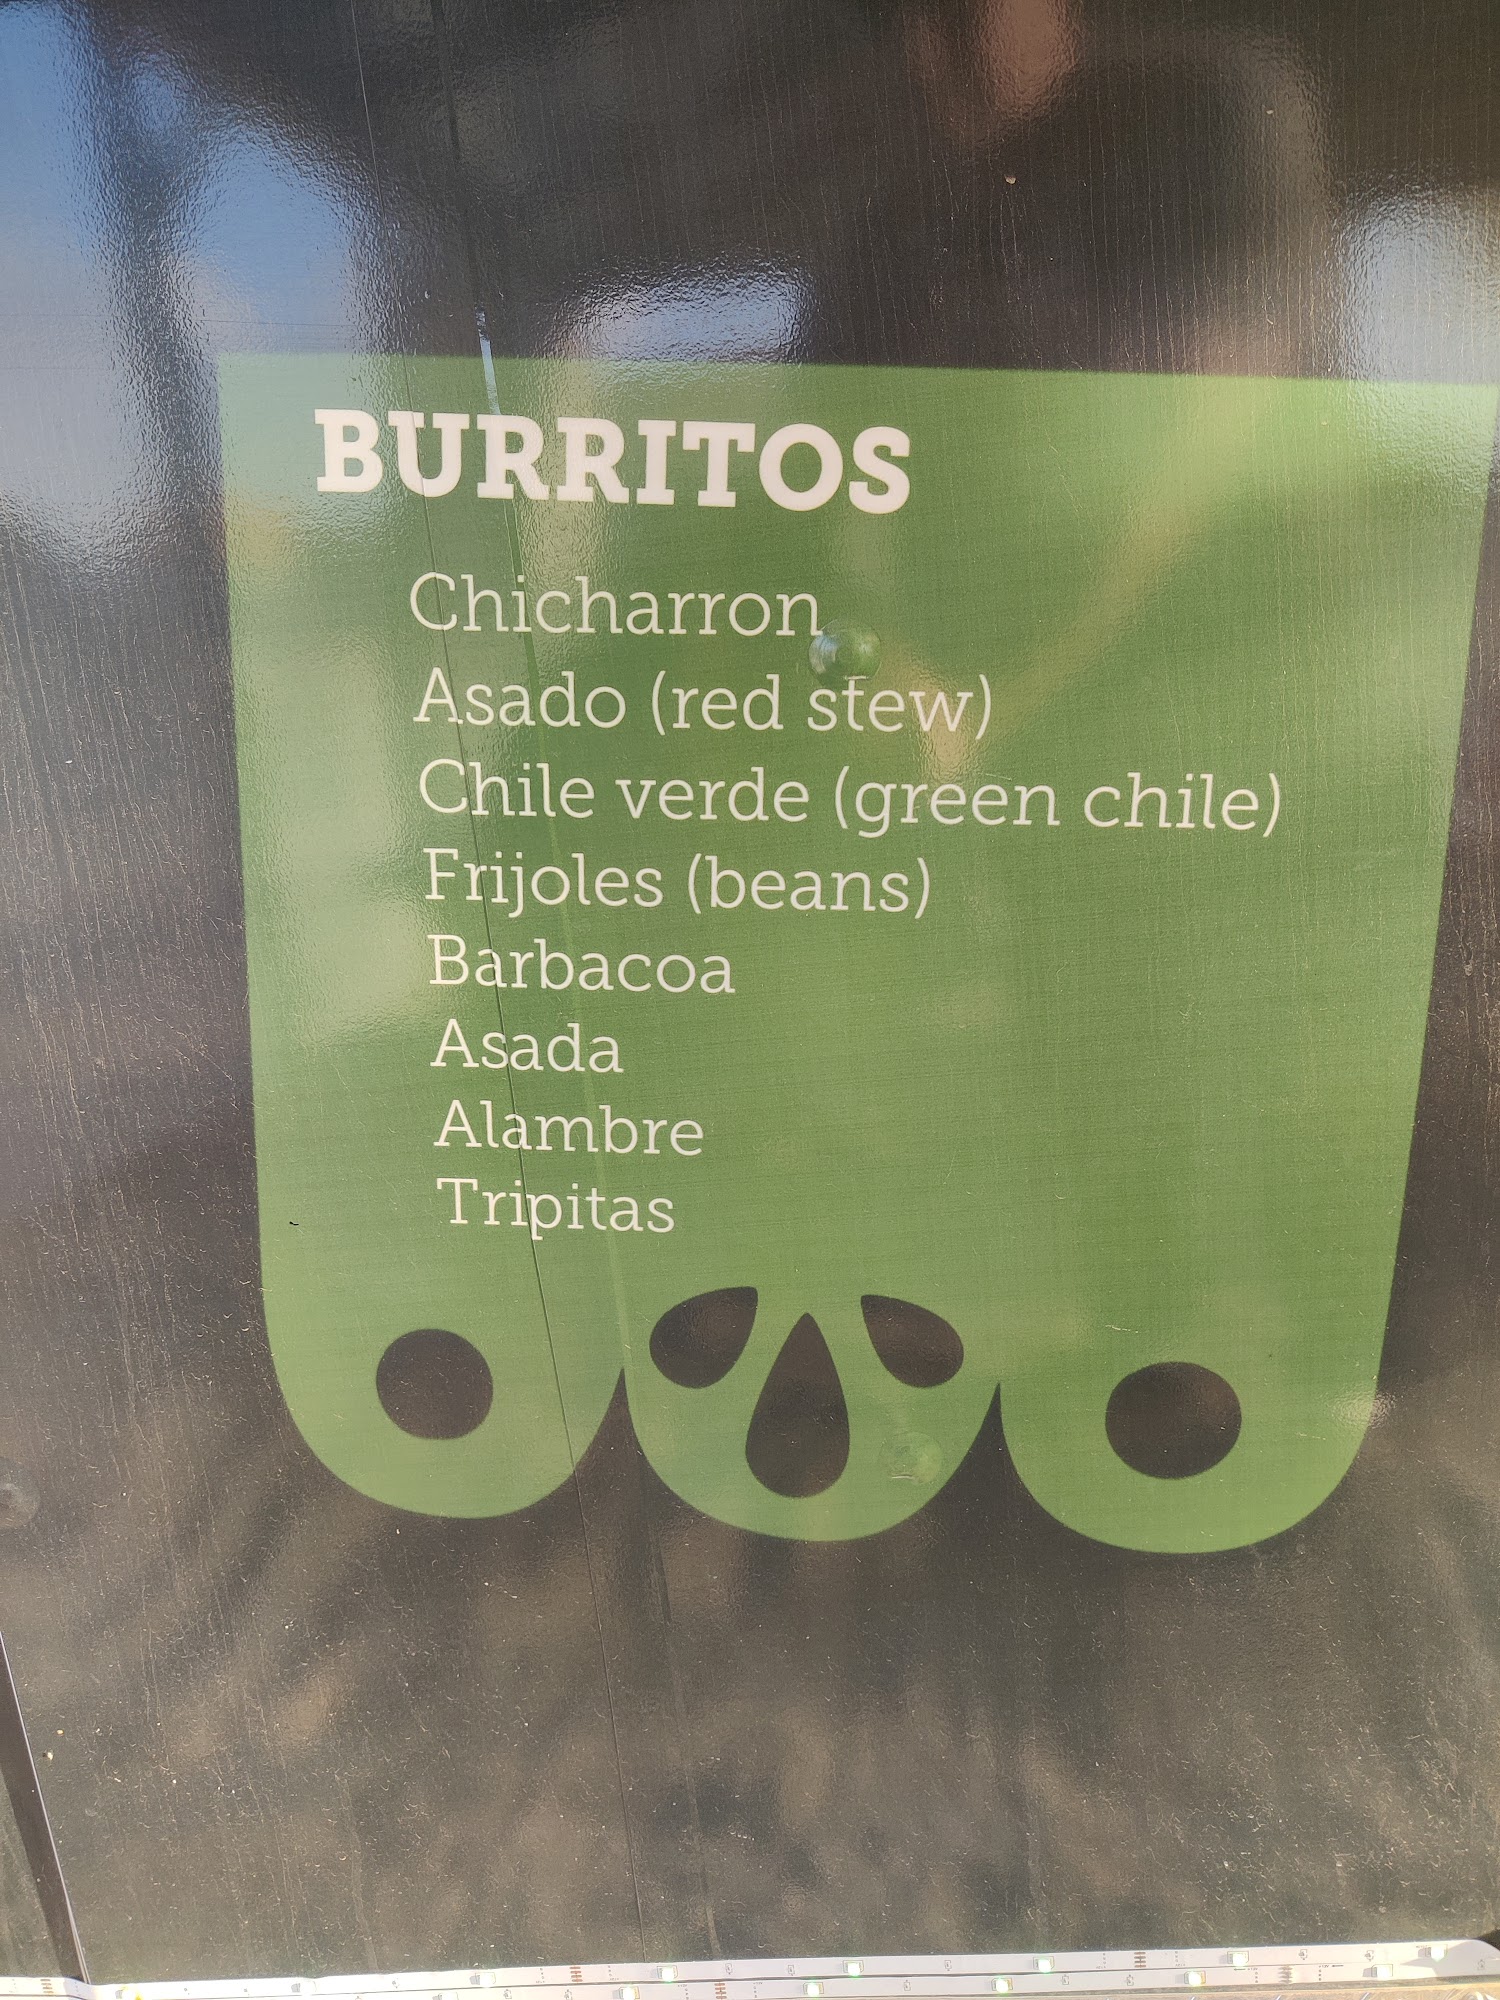 BURRITOS
Chicharron
Asado (red stew)
Chile verde (green chile)
Frijoles (beans)
Barbacoa
Asada
Alambre
Tripitas